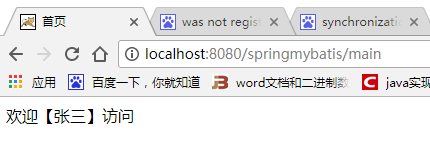 首页 was not regist synchronizatio
localhost:8080/springmybatis/main
应用 百度一下，你就知道 word文档和二进制数 java实现
欢迎【张三】访问